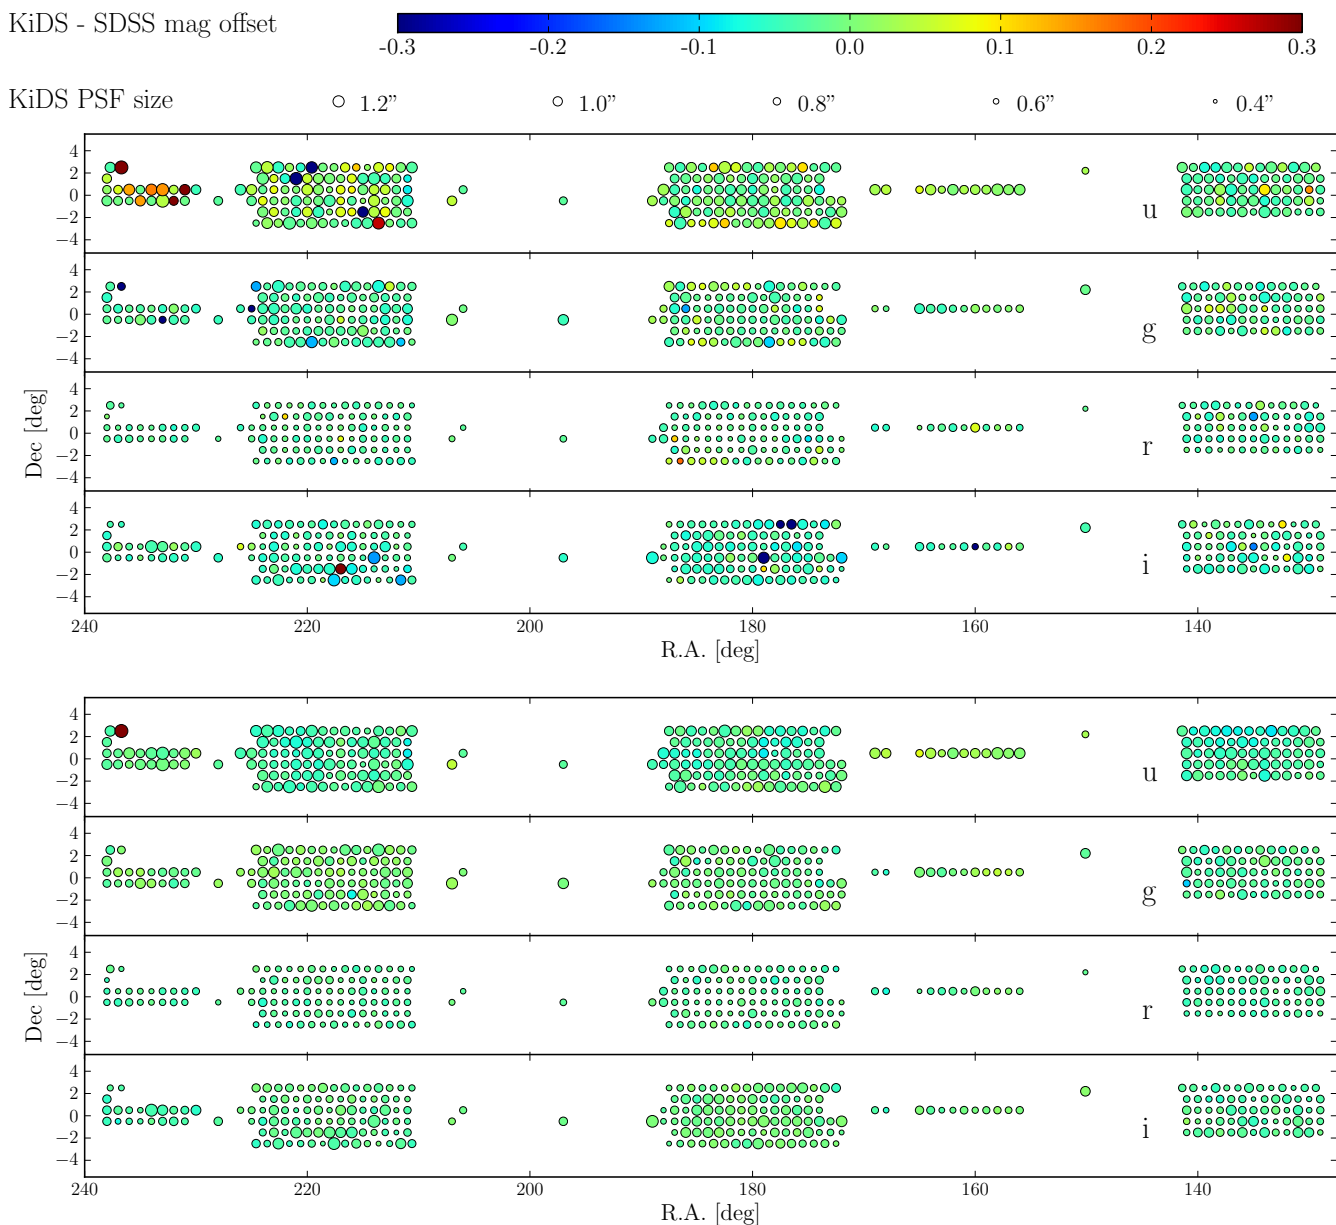 KiDS - SDSS mag offset
-0.3 -0.2 -0.1 0.0 0.1 0.2 0.3
KiDS PSF size 1.2” 1.0” 0.8” 0.6” 0.4”
4
2
0
−2
−4
u
4
2
0
−2
−4
g
4
2
0
−2
−4
r
Dec [deg]
4
2
0
−2
−4
i
240 220 200 180 160 140
R.A. [deg]
4
2
0
−2
−4
u
4
2
0
−2
−4
g
4
2
0
−2
−4
r
Dec [deg]
4
2
0
−2
−4
i
240 220 200 180 160 140
R.A. [deg]